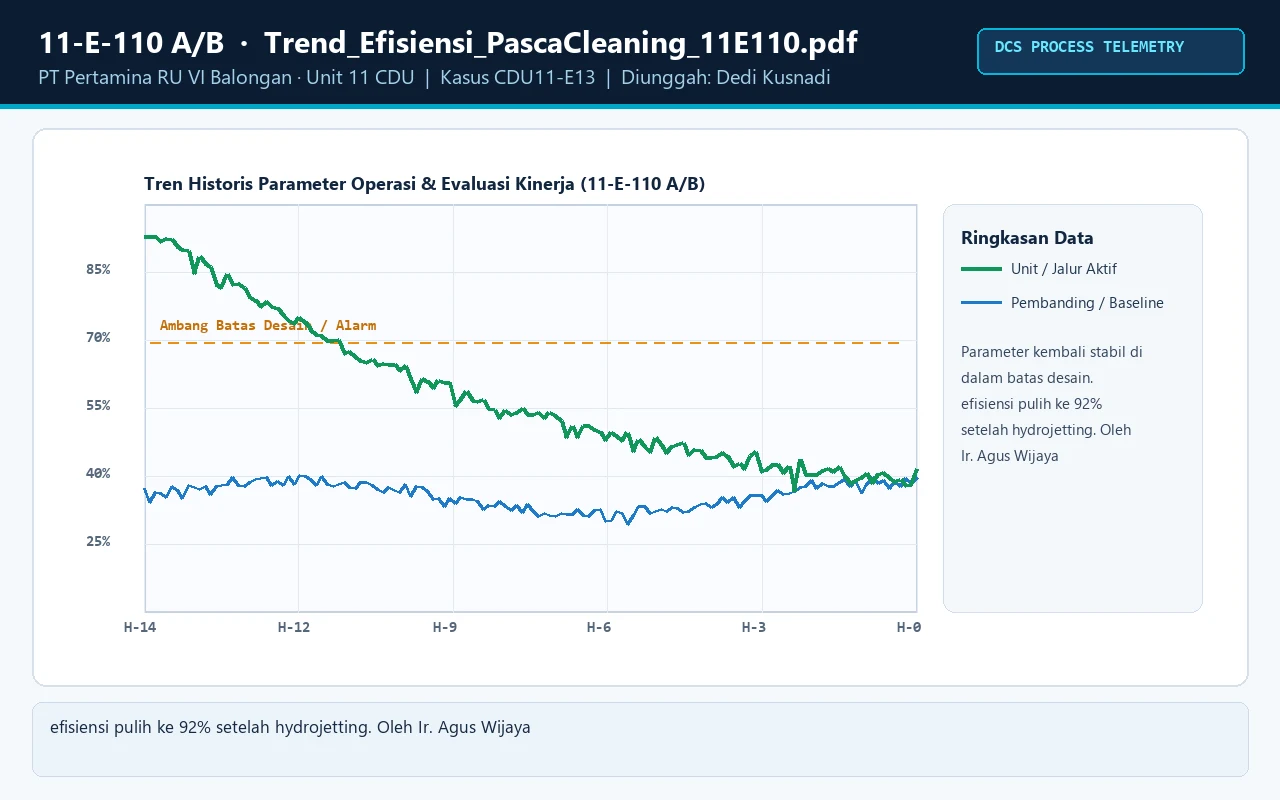 11-E-110 A/B · Trend_Efisiensi_PascaCleaning_11E110.pdf
PT Pertamina RU VI Balongan · Unit 11 CDU | Kasus CDU11-E13 | Diunggah: Dedi Kusnadi
DCS PROCESS TELEMETRY
Tren Historis Parameter Operasi & Evaluasi Kinerja (11-E-110 A/B)
85%
70%
55%
40%
25%
Ambang Batas Desain / Alarm
H-14
H-12
H-9
H-6
H-3
H-0
Ringkasan Data
Unit / Jalur Aktif
Pembanding / Baseline
Parameter kembali stabil di
dalam batas desain.
efisiensi pulih ke 92%
setelah hydrojetting. Oleh
Ir. Agus Wijaya
efisiensi pulih ke 92% setelah hydrojetting. Oleh Ir. Agus Wijaya